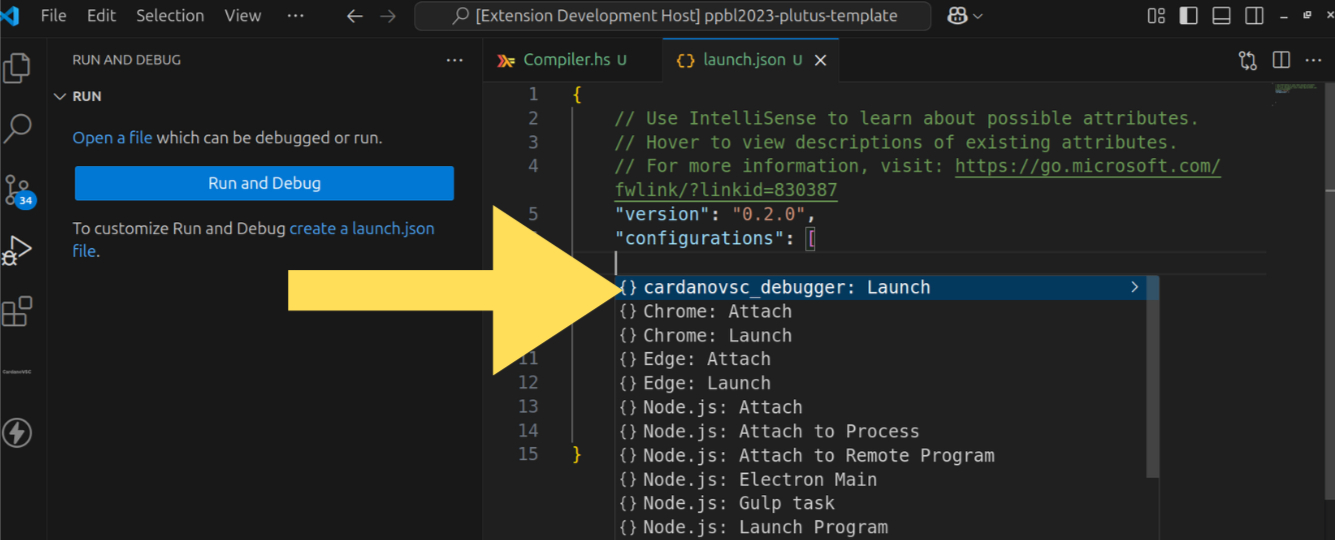 File Edit Selection View ··· [Extension Development Host] ppbl2023-plutus-template
RUN AND DEBUG ···
RUN
Open a file which can be debugged or run.
Run and Debug
To customize Run and Debug create a launch.json
file.
34
CardanoVSC
Compiler.hs U
launch.json U
1 {
2 // Use IntelliSense to learn about possible attributes.
3 // Hover to view descriptions of existing attributes.
4 // For more information, visit: https://go.microsoft.com/
fwlink/?linkid=830387
5 "version": "0.2.0",
"configurations": [
{} cardanovsc_debugger: Launch
{} Chrome: Attach
{} Chrome: Launch
11 {} Edge: Attach
12 {} Edge: Launch
13 {} Node.js: Attach
14 {} Node.js: Attach to Process
15 } {} Node.js: Attach to Remote Program
{} Node.js: Electron Main
{} Node.js: Gulp task
{} Node.js: Launch Program